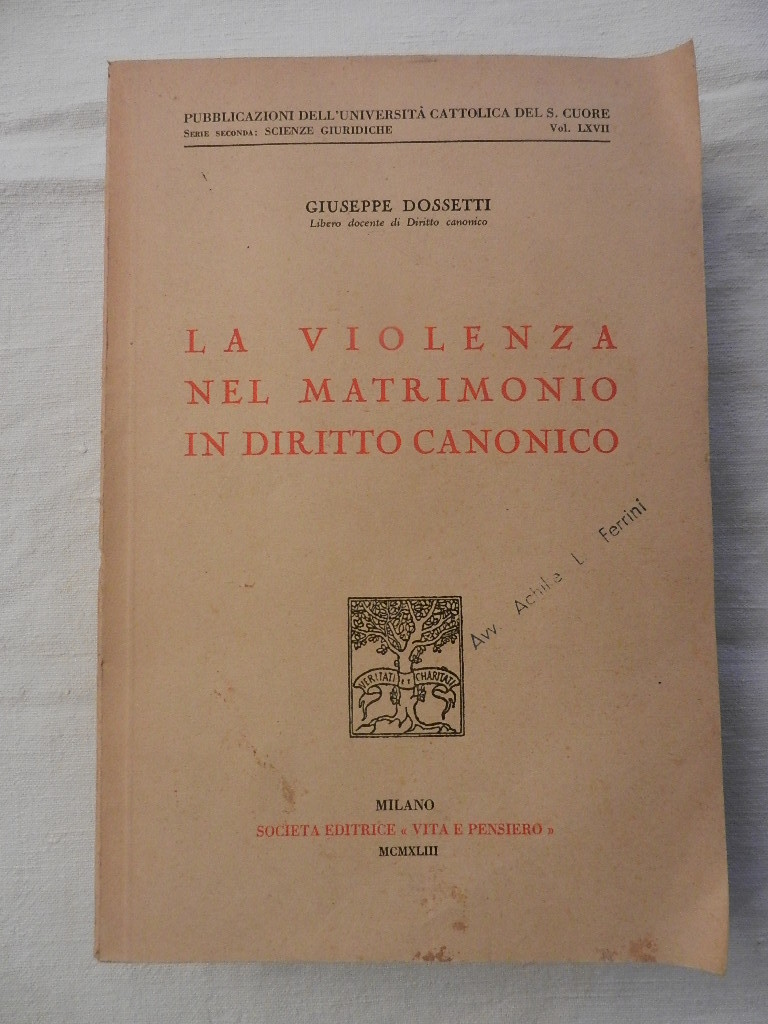 PUBBLICAZIONI DELL'UNIVERSITÀ CATTOLICA DEL S. CUORE
SERIE SECONDA: SCIENZE GIURIDICHE Vol. LXVII
GIUSEPPE DOSSETTI
Libero docente di Diritto canonico
LA VIOLENZA
NEL MATRIMONIO
IN DIRITTO CANONICO
Avv. Achille L. Ferrini
VERITATI ET CHARITATI
MILANO
SOCIETA EDITRICE « VITA E PENSIERO »
MCMXLIII